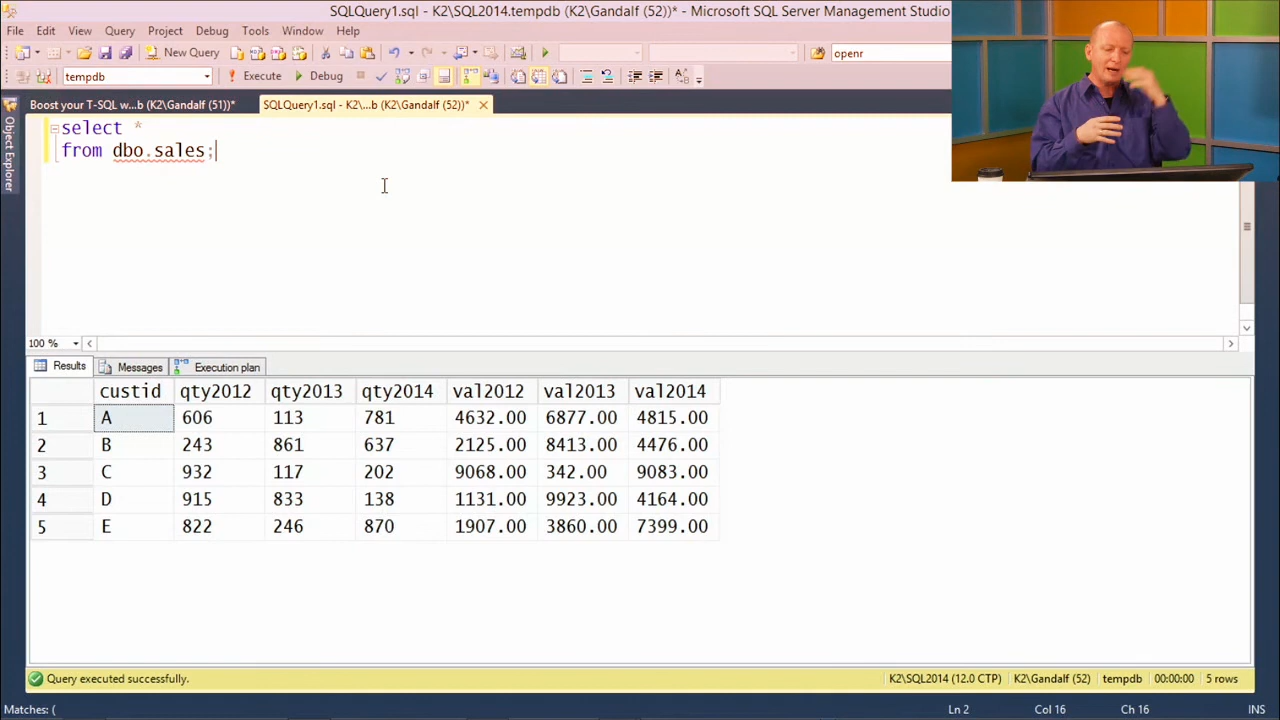 SQLQuery1.sql - K2\SQL2014.tempdb (K2\Gandalf (52))* - Microsoft SQL Server Management Studio
File Edit View Query Project Debug Tools Window Help
New Query openr
tempdb Execute Debug
Boost your T-SQL w...b (K2\Gandalf (51))* SQLQuery1.sql - K2\...b (K2\Gandalf (52))*
Object Explorer
select *
from dbo.sales;
100 %
Results Messages Execution plan
custid qty2012 qty2013 qty2014 val2012 val2013 val2014
1 A 606 113 781 4632.00 6877.00 4815.00
2 B 243 861 637 2125.00 8413.00 4476.00
3 C 932 117 202 9068.00 342.00 9083.00
4 D 915 833 138 1131.00 9923.00 4164.00
5 E 822 246 870 1907.00 3860.00 7399.00
Query executed successfully. K2\SQL2014 (12.0 CTP) K2\Gandalf (52) tempdb 00:00:00 5 rows
Matches: ( Ln 2 Col 16 Ch 16 INS